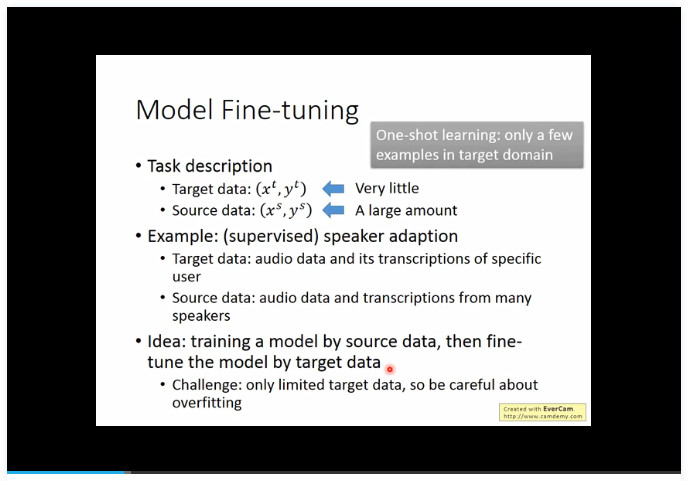 Model Fine-tuning
One-shot learning: only a few
examples in target domain
• Task description
• Target data: (xᵗ, yᵗ) Very little
• Source data: (xˢ, yˢ) A large amount
• Example: (supervised) speaker adaption
• Target data: audio data and its transcriptions of specific
user
• Source data: audio data and transcriptions from many
speakers
• Idea: training a model by source data, then fine-
tune the model by target data
• Challenge: only limited target data, so be careful about
overfitting
Created with EverCam.
http://www.camdemy.com